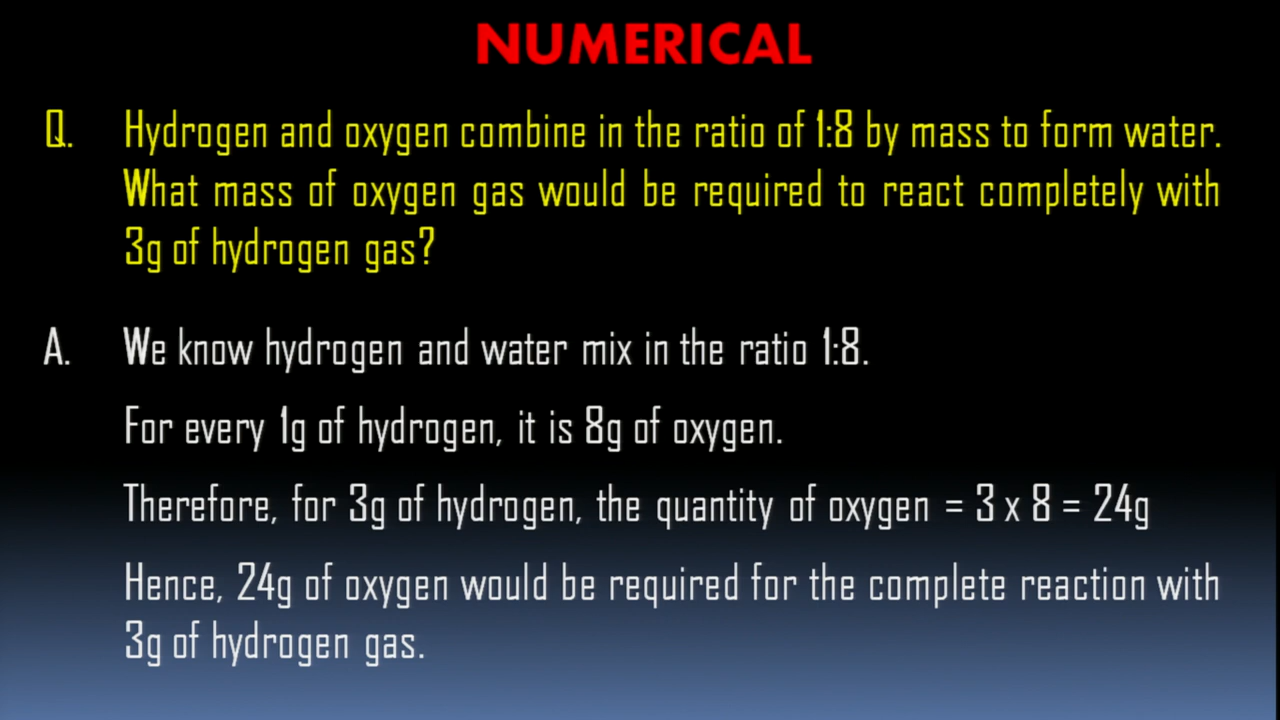 NUMERICAL
Q. Hydrogen and oxygen combine in the ratio of 1:8 by mass to form water.
What mass of oxygen gas would be required to react completely with
3g of hydrogen gas?
A. We know hydrogen and water mix in the ratio 1:8.
For every 1g of hydrogen, it is 8g of oxygen.
Therefore, for 3g of hydrogen, the quantity of oxygen = 3 x 8 = 24g
Hence, 24g of oxygen would be required for the complete reaction with
3g of hydrogen gas.